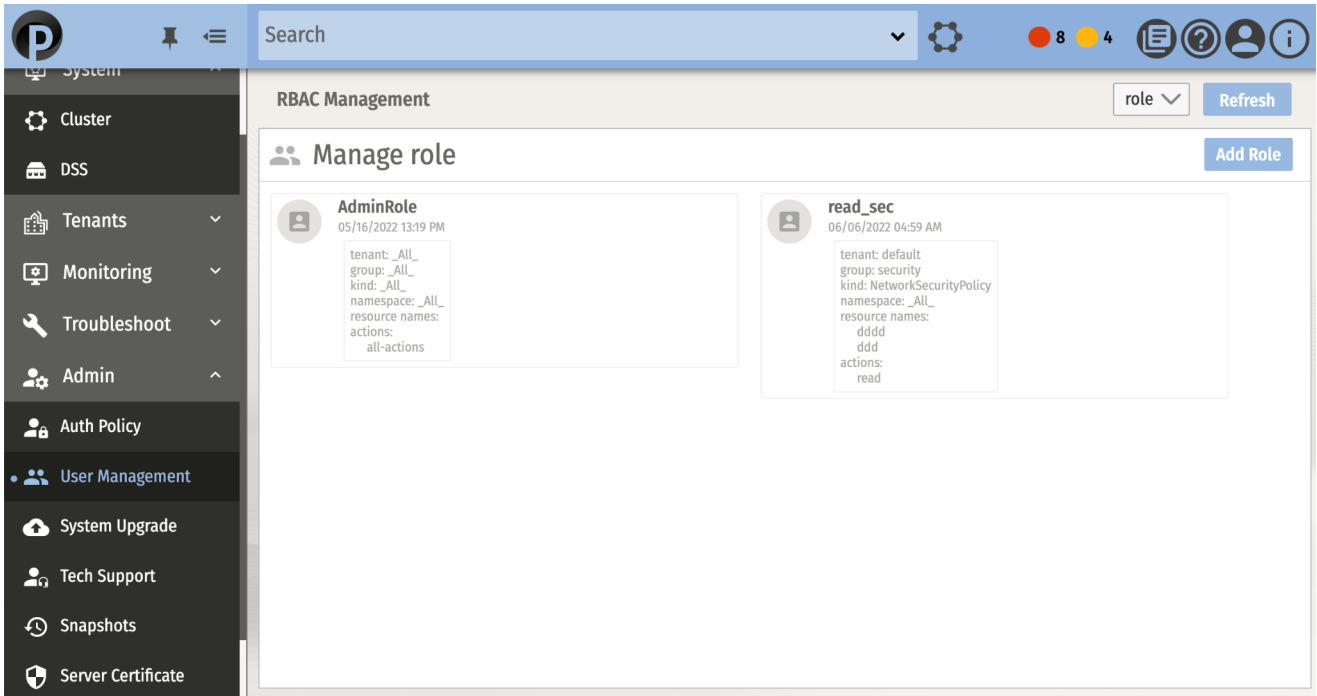 P
Search
8
4
System
Cluster
DSS
Tenants
Monitoring
Troubleshoot
Admin
Auth Policy
User Management
System Upgrade
Tech Support
Snapshots
Server Certificate
RBAC Management
role
Refresh
Manage role
Add Role
AdminRole
05/16/2022 13:19 PM
tenant: _All_
group: _All_
kind: _All_
namespace: _All_
resource names:
actions:
all-actions
read_sec
06/06/2022 04:59 AM
tenant: default
group: security
kind: NetworkSecurityPolicy
namespace: _All_
resource names:
dddd
ddd
actions:
read